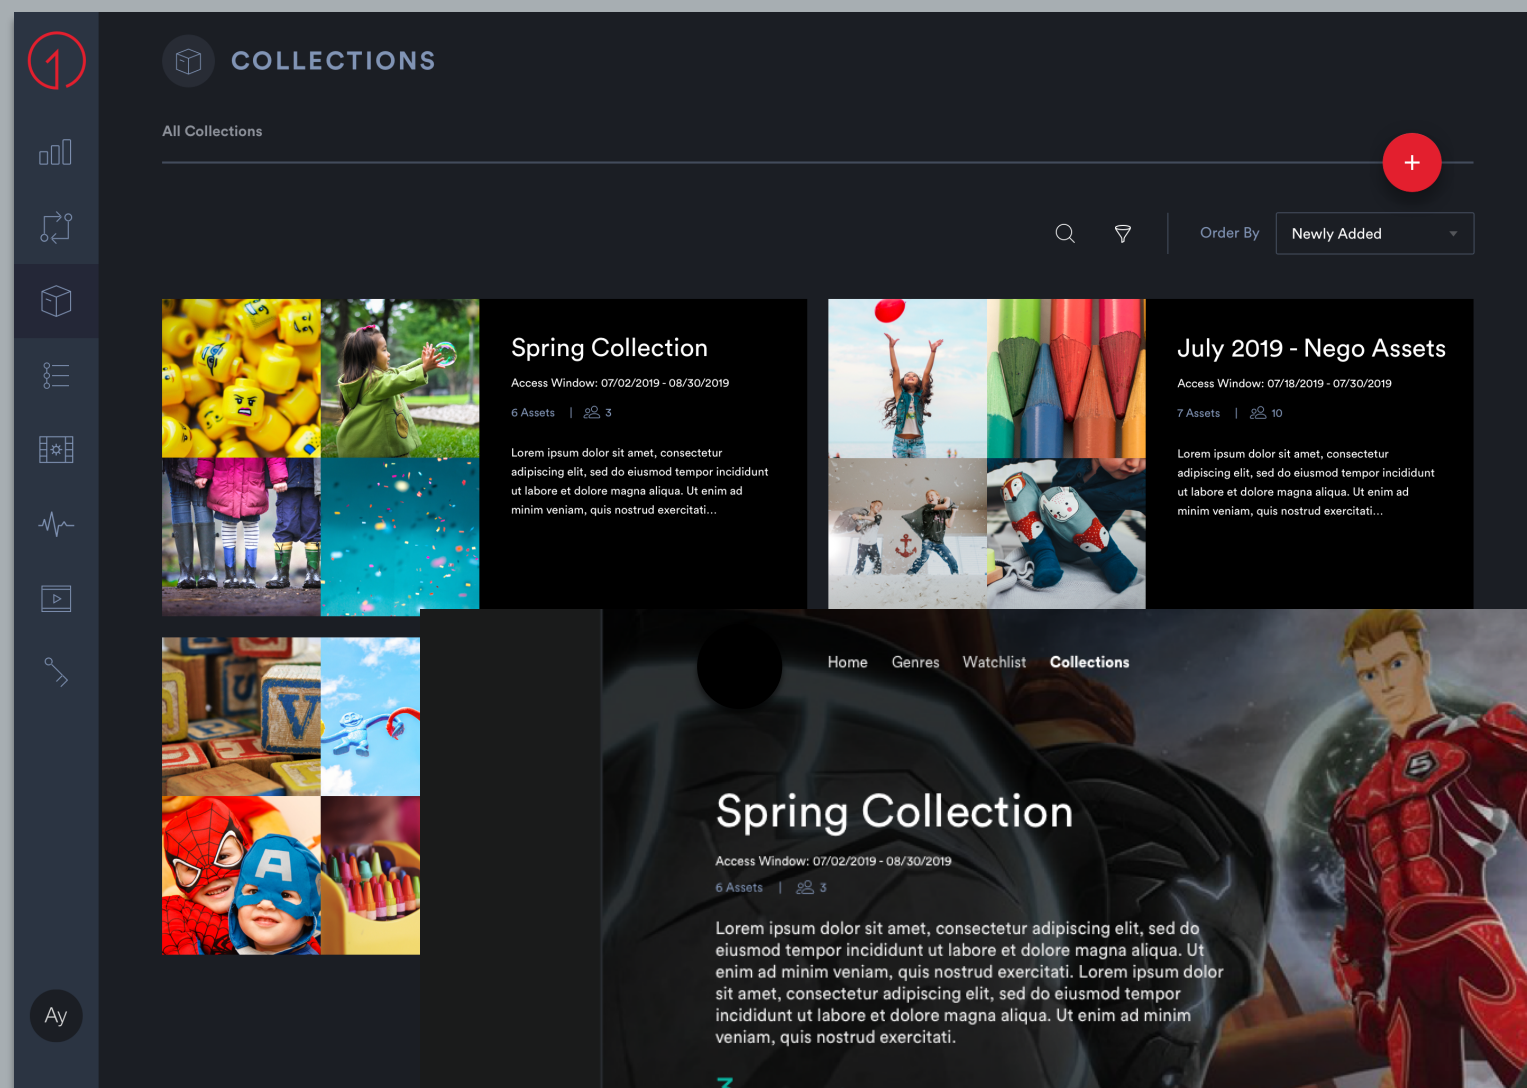 COLLECTIONS
All Collections
+
Order By
Newly Added
Spring Collection
Access Window: 07/02/2019 - 08/30/2019
6 Assets | 3
Lorem ipsum dolor sit amet, consectetur
adipiscing elit, sed do eiusmod tempor incididunt
ut labore et dolore magna aliqua. Ut enim ad
minim veniam, quis nostrud exercitati...
July 2019 - Nego Assets
Access Window: 07/18/2019 - 07/30/2019
7 Assets | 10
Lorem ipsum dolor sit amet, consectetur
adipiscing elit, sed do eiusmod tempor incididunt
ut labore et dolore magna aliqua. Ut enim ad
minim veniam, quis nostrud exercitati...
V
A
Home Genres Watchlist Collections
5
Spring Collection
Access Window: 07/02/2019 - 08/30/2019
6 Assets | 3
Lorem ipsum dolor sit amet, consectetur adipiscing elit, sed do
eiusmod tempor incididunt ut labore et dolore magna aliqua. Ut
enim ad minim veniam, quis nostrud exercitati. Lorem ipsum dolor
sit amet, consectetur adipiscing elit, sed do eiusmod tempor
incididunt ut labore et dolore magna aliqua. Ut enim ad minim
veniam, quis nostrud exercitati.
Ay